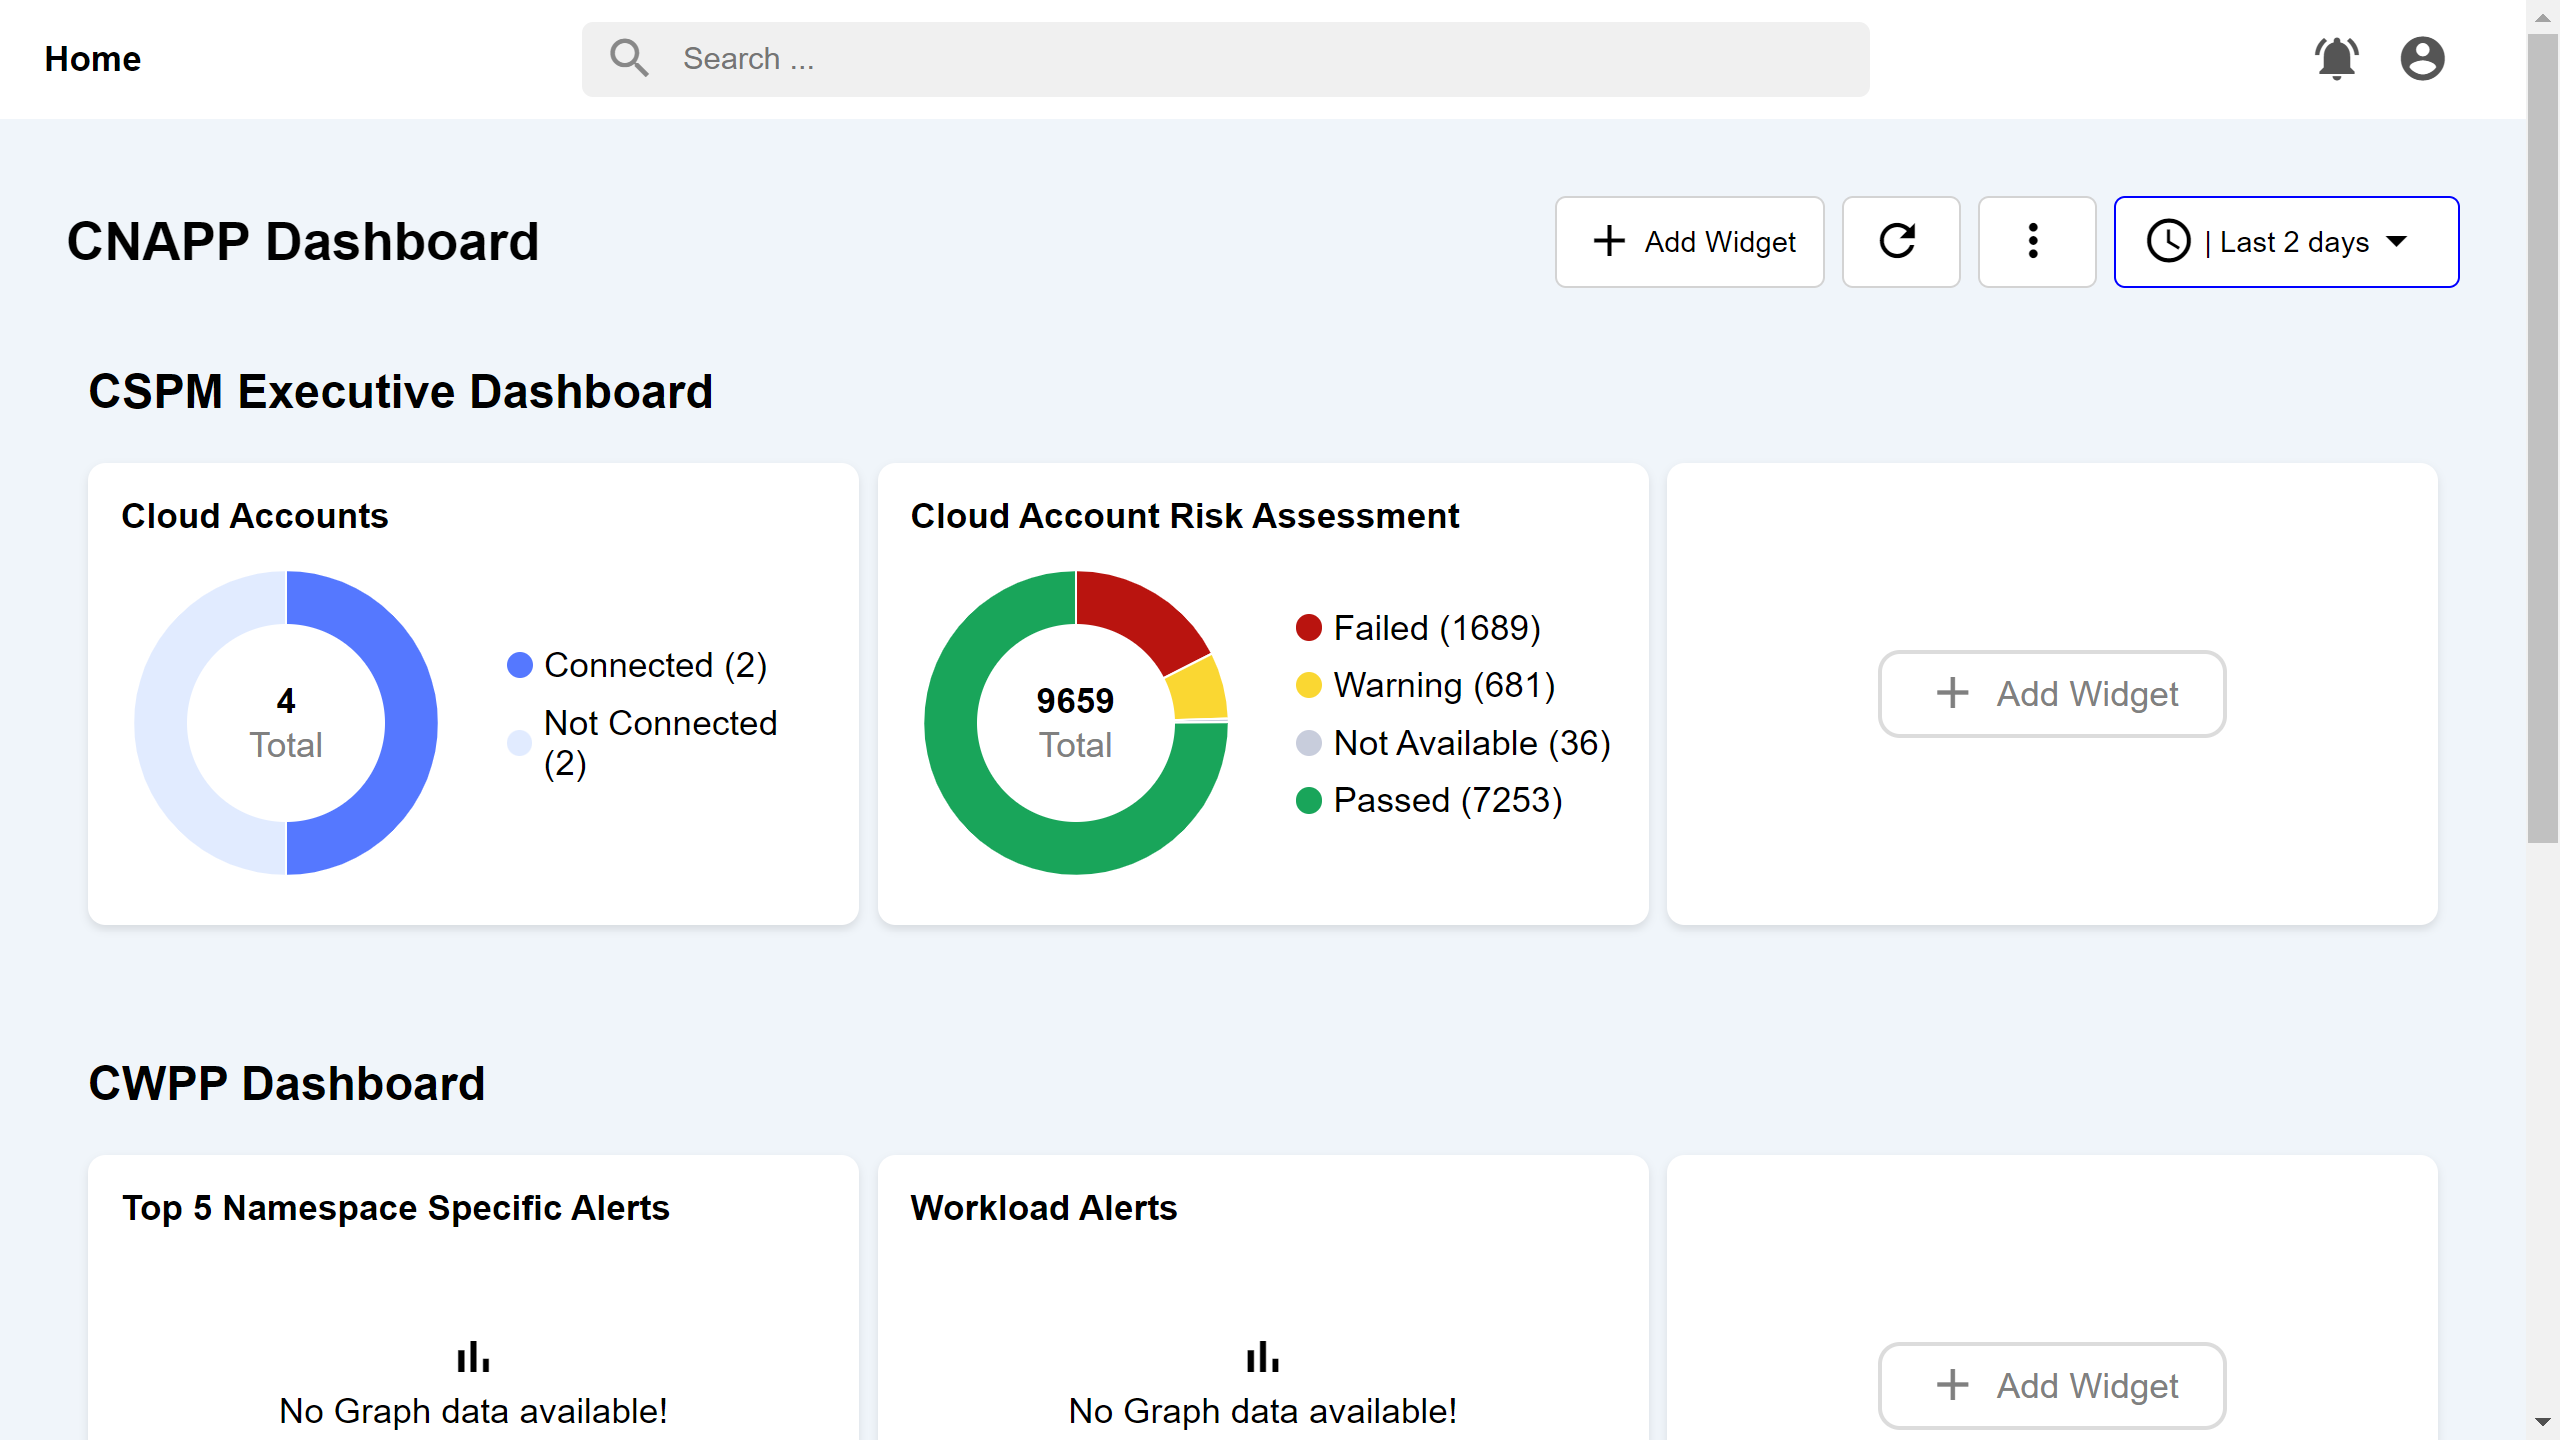 Home
Search ...
CNAPP Dashboard
Add Widget
| Last 2 days
CSPM Executive Dashboard
Cloud Accounts
4
Total
Connected (2)
Not Connected
(2)
Cloud Account Risk Assessment
9659
Total
Failed (1689)
Warning (681)
Not Available (36)
Passed (7253)
Add Widget
CWPP Dashboard
Top 5 Namespace Specific Alerts
No Graph data available!
Workload Alerts
No Graph data available!
Add Widget